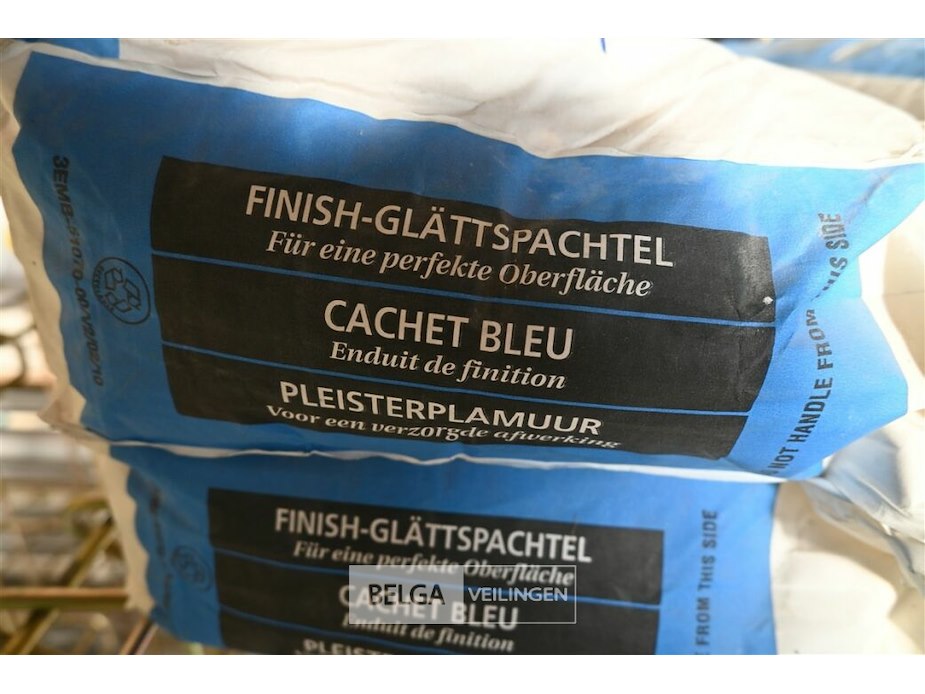 FINISH-GLÄTTSPACHTEL
Für eine perfekte Oberfläche
CACHET BLEU
Enduit de finition
PLEISTERPLAMUUR
Voor een verzorgde afwerking
NOT HANDLE FROM THIS SIDE
FINISH-GLÄTTSPACHTEL
Für eine perfekte Oberfläche
CACHET BLEU
Enduit de finition
FROM THIS SIDE
BELGA VEILINGEN